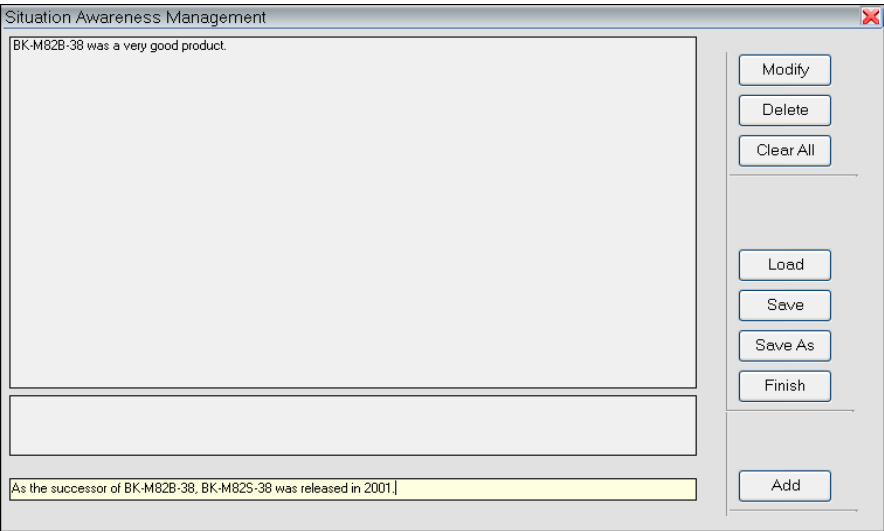 Situation Awareness Management
BK-M82B-38 was a very good product.
Modify
Delete
Clear All
Load
Save
Save As
Finish
As the successor of BK-M82B-38, BK-M82S-38 was released in 2001.
Add